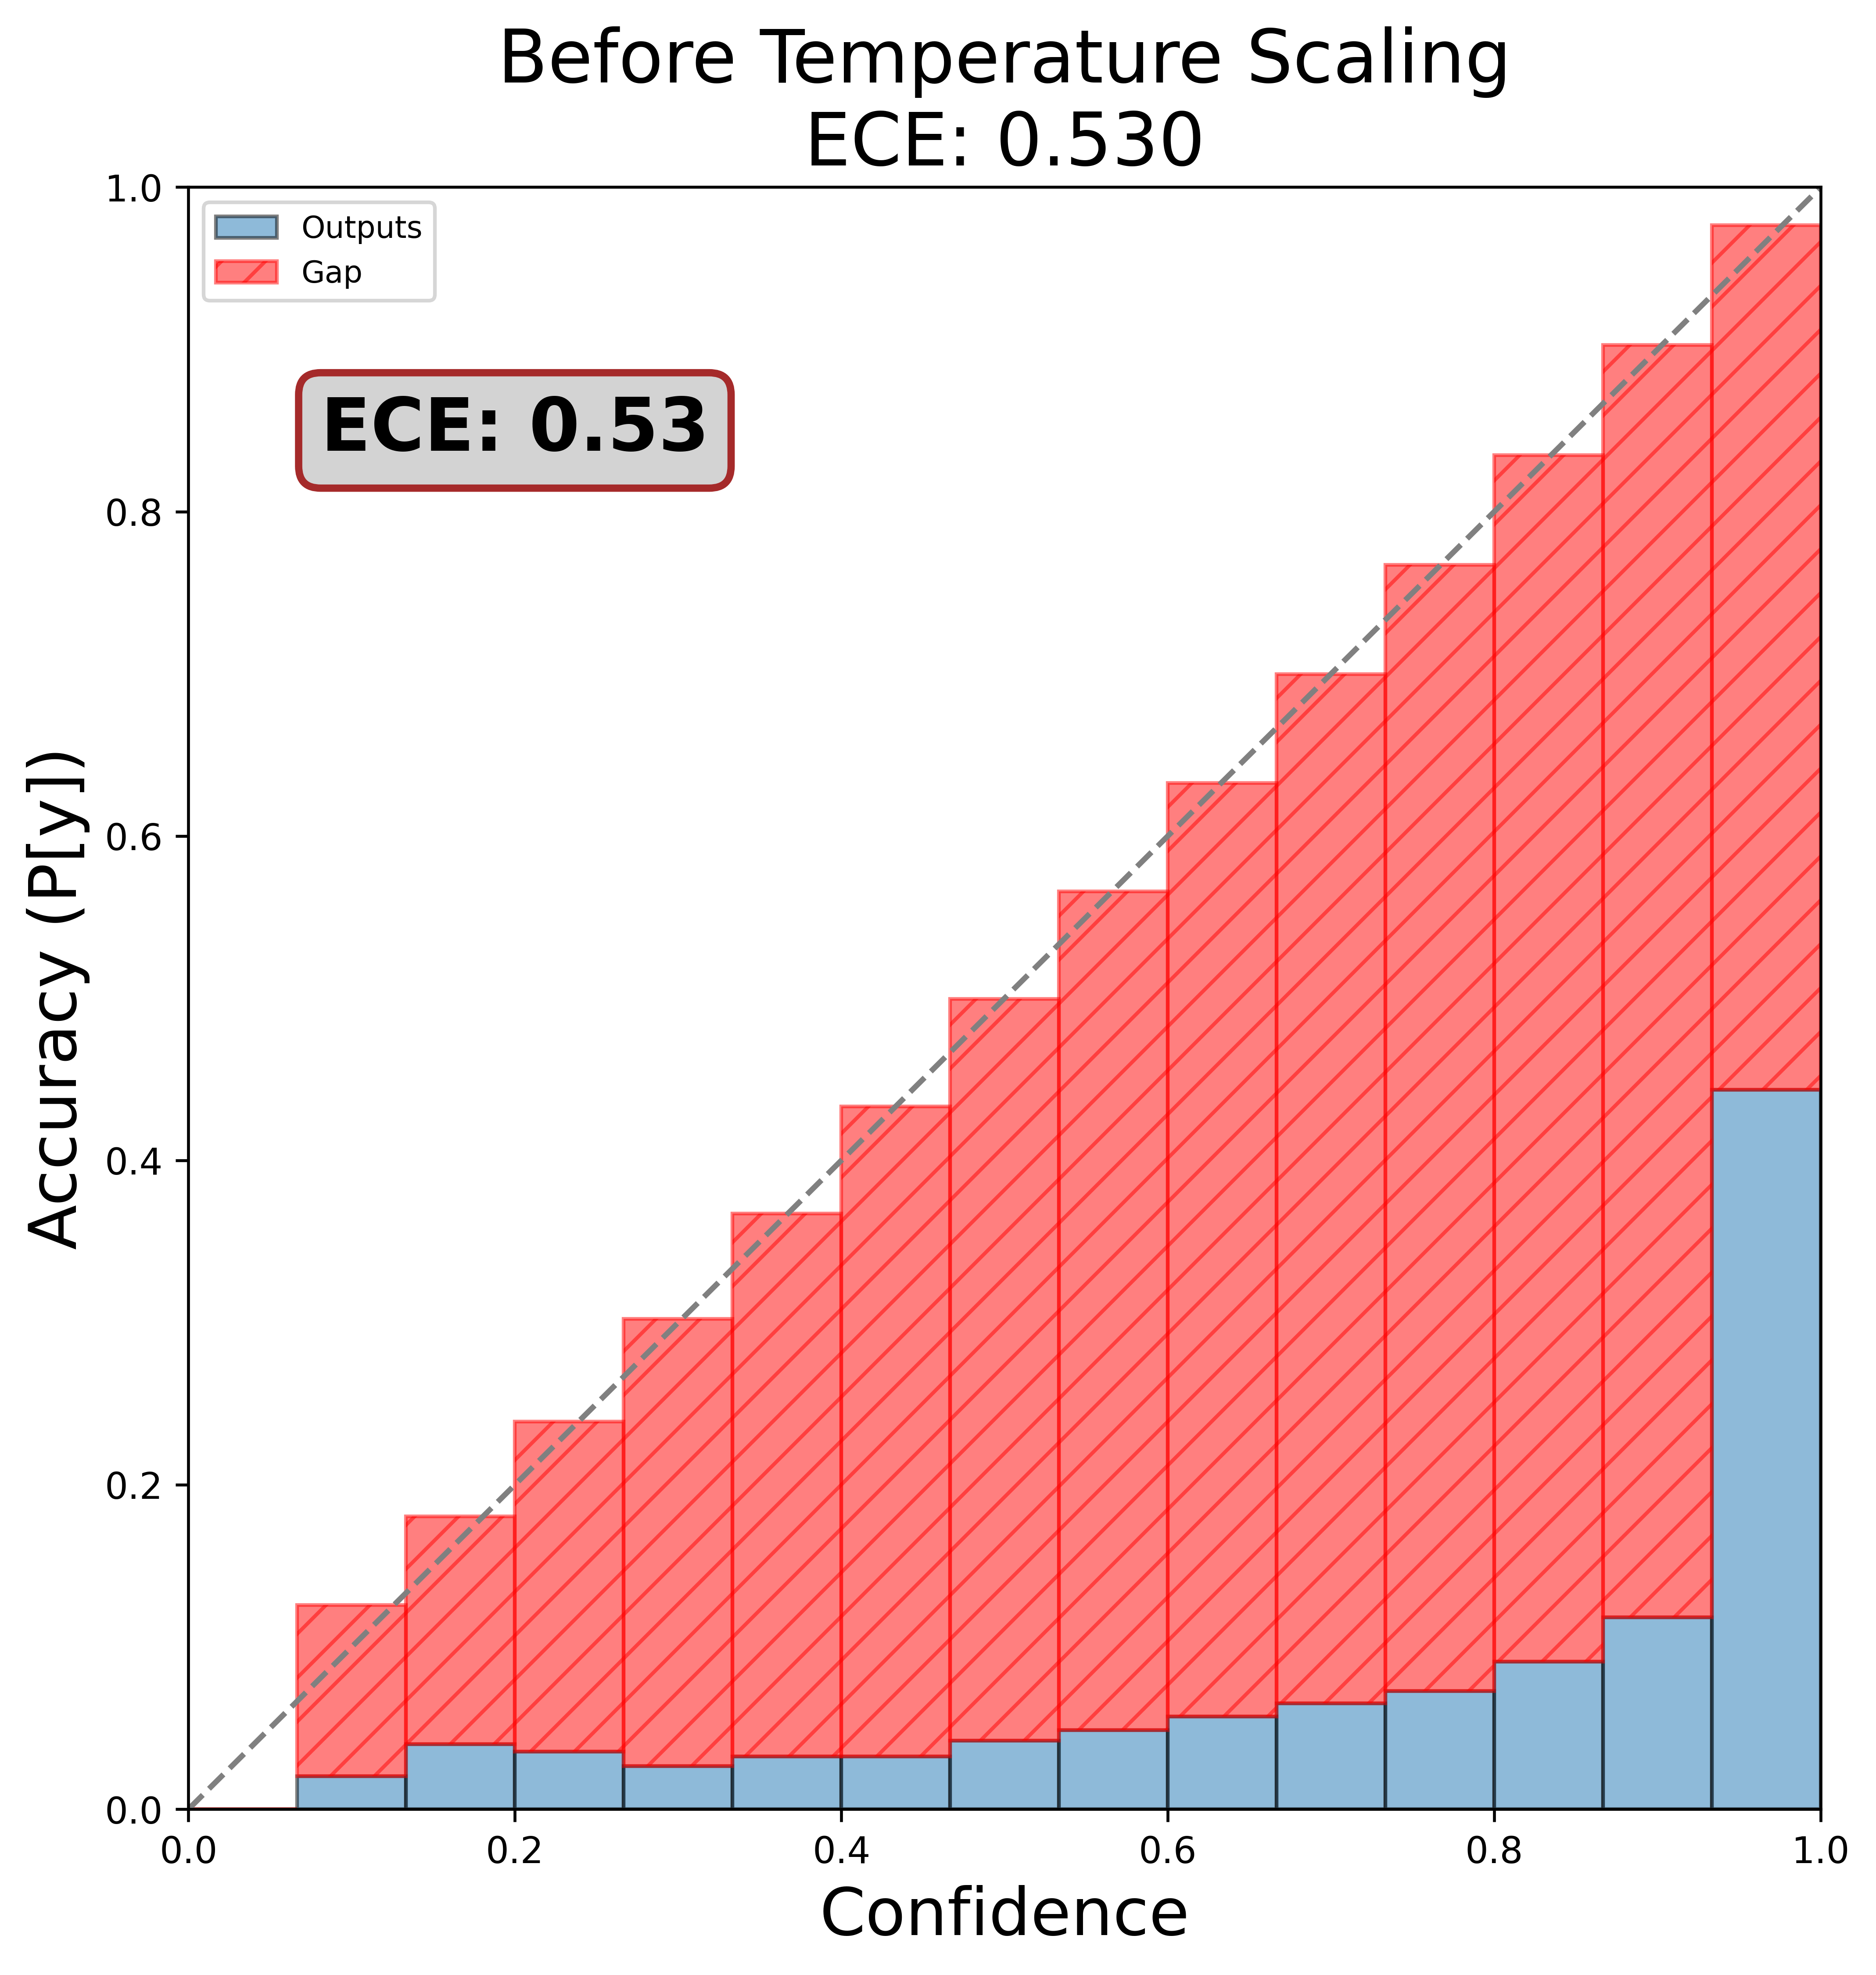 Before Temperature Scaling
ECE: 0.530
1.0
Outputs
Gap
ECE: 0.53
0.8
0.6
0.4
0.2
0.0
Accuracy (P[y])
0.0 0.2 0.4 0.6 0.8 1.0
Confidence